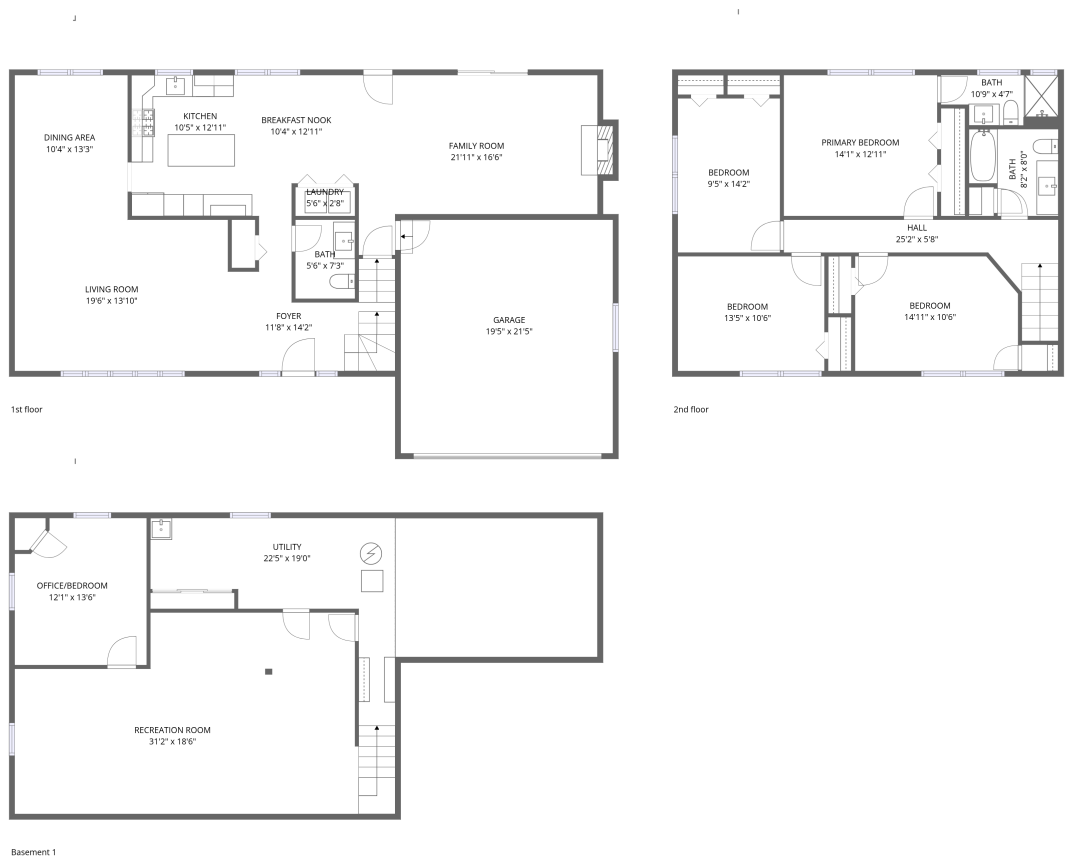 DINING AREA
10'4" x 13'3"
KITCHEN
10'5" x 12'11"
BREAKFAST NOOK
10'4" x 12'11"
FAMILY ROOM
21'11" x 16'6"
LAUNDRY
5'6" x 2'8"
BATH
5'6" x 7'3"
LIVING ROOM
19'6" x 13'10"
FOYER
11'8" x 14'2"
GARAGE
19'5" x 21'5"
1st floor
BATH
10'9" x 4'7"
PRIMARY BEDROOM
14'1" x 12'11"
BEDROOM
9'5" x 14'2"
BATH
8'2" x 8'0"
HALL
25'2" x 5'8"
BEDROOM
13'5" x 10'6"
BEDROOM
14'11" x 10'6"
2nd floor
UTILITY
22'5" x 19'0"
OFFICE/BEDROOM
12'1" x 13'6"
RECREATION ROOM
31'2" x 18'6"
Basement 1